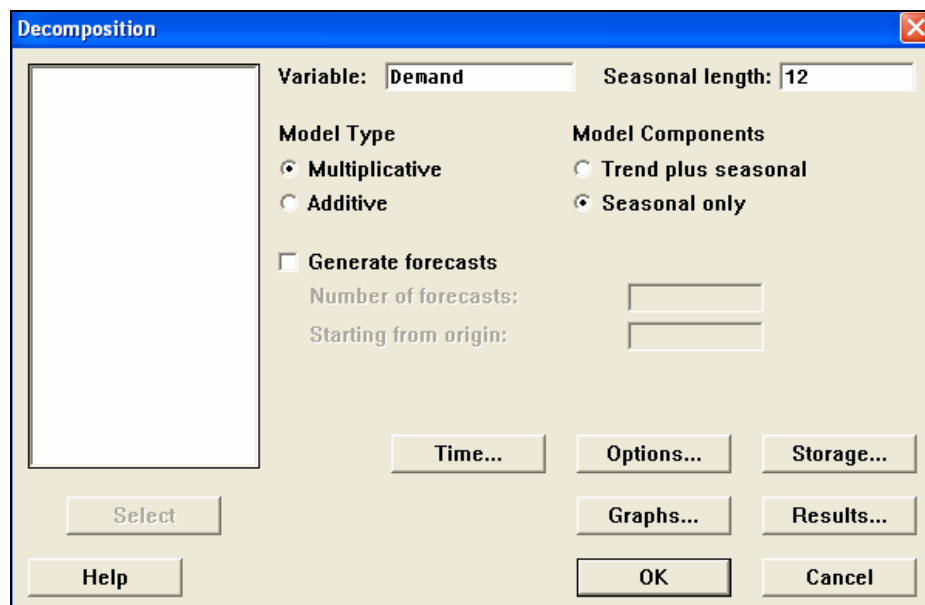 Decomposition
Variable: Demand Seasonal length: 12
Model Type Model Components
Multiplicative Trend plus seasonal
Additive Seasonal only
Generate forecasts
Number of forecasts:
Starting from origin:
Time... Options... Storage...
Select Graphs... Results...
Help OK Cancel